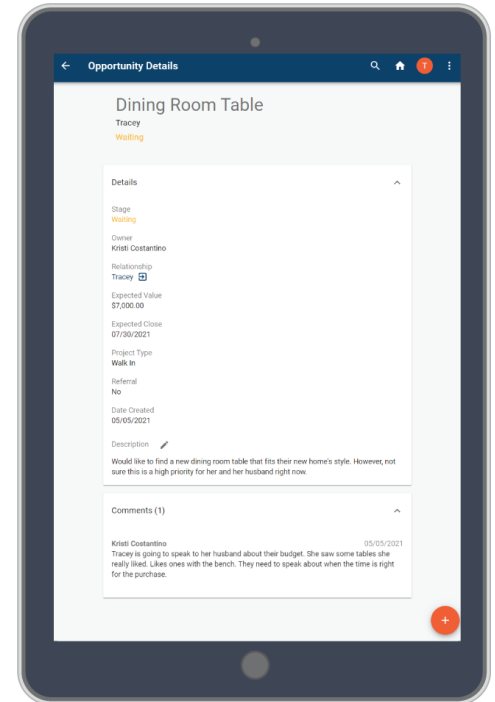 Opportunity Details
T
Dining Room Table
Tracey
Waiting
Details
Stage
Waiting
Owner
Kristi Costantino
Relationship
Tracey
Expected Value
$7,000.00
Expected Close
07/30/2021
Project Type
Walk In
Referral
No
Date Created
05/05/2021
Description
Would like to find a new dining room table that fits their new home's style. However, not
sure this is a high priority for her and her husband right now.
Comments (1)
Kristi Costantino 05/05/2021
Tracey is going to speak to her husband about their budget. She saw some tables she
really liked. Likes ones with the bench. They need to speak about when the time is right
for the purchase.
+